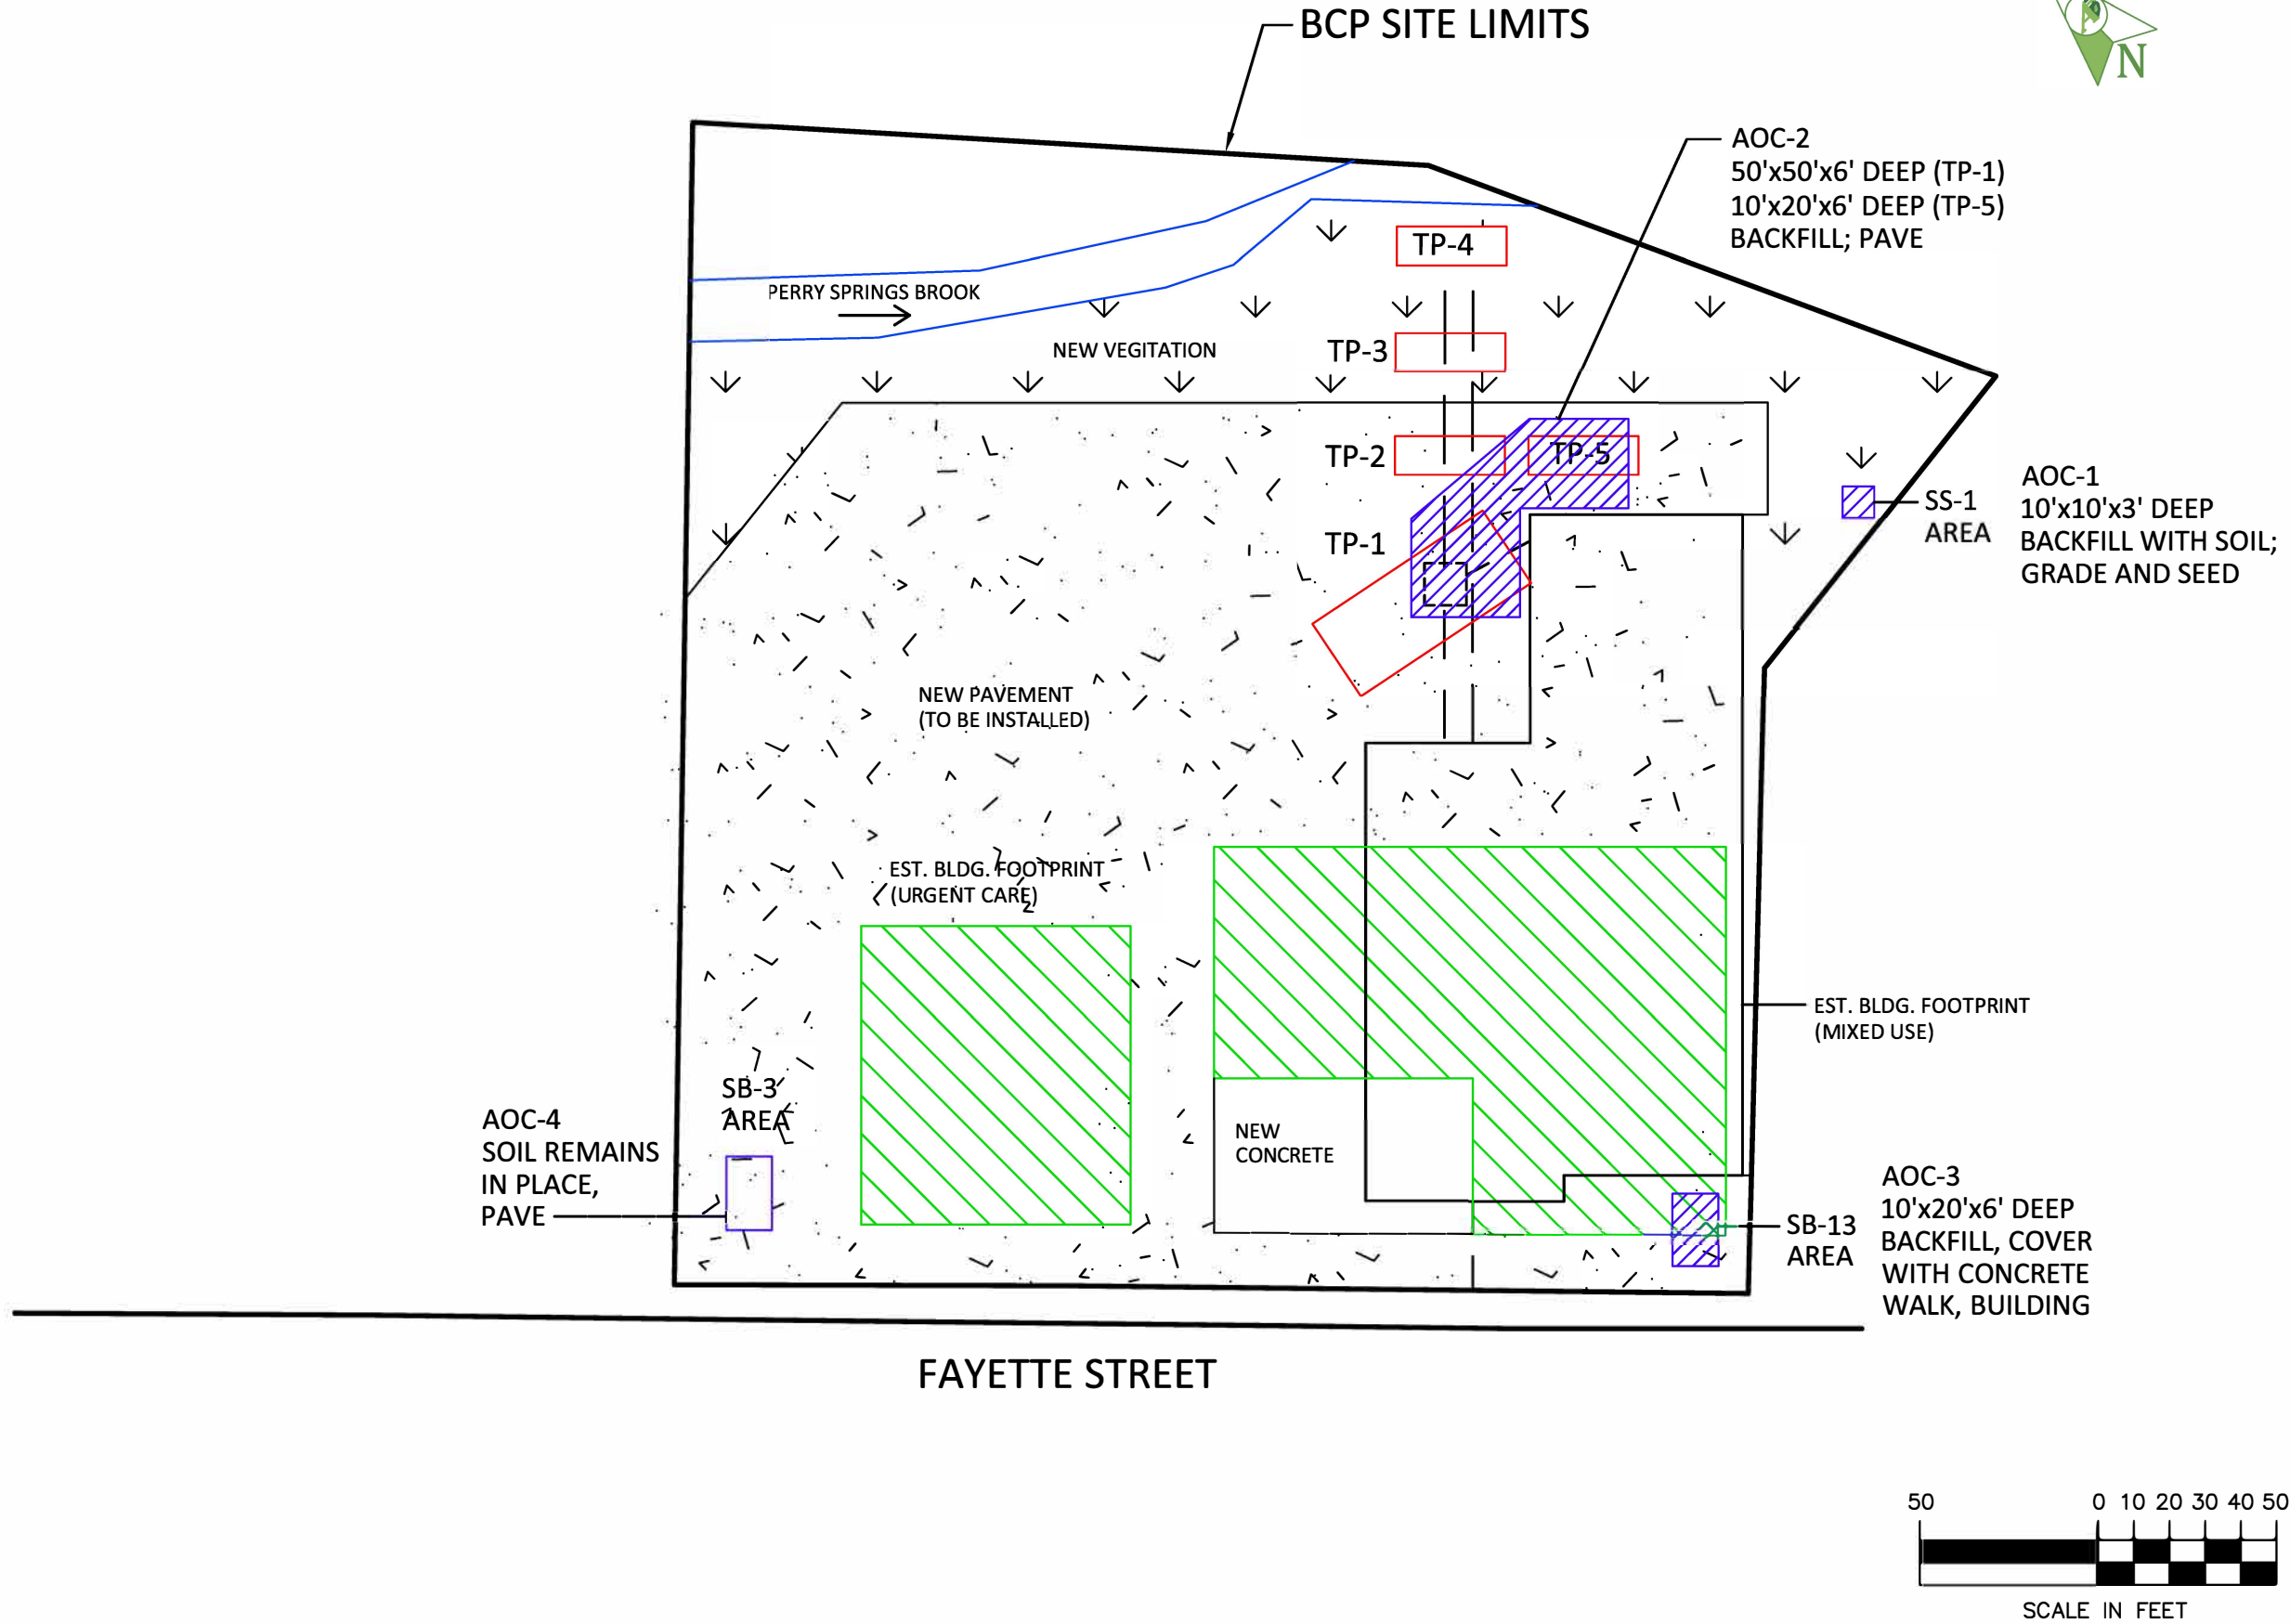 BCP SITE LIMITS
N
AOC-2
50'x50'x6' DEEP (TP-1)
10'x20'x6' DEEP (TP-5)
BACKFILL; PAVE
TP-4
PERRY SPRINGS BROOK
NEW VEGITATION
TP-3
TP-2
TP-5
TP-1
SS-1
AREA
AOC-1
10'x10'x3' DEEP
BACKFILL WITH SOIL;
GRADE AND SEED
NEW PAVEMENT
(TO BE INSTALLED)
EST. BLDG. FOOTPRINT
(URGENT CARE)
EST. BLDG. FOOTPRINT
(MIXED USE)
SB-3
AREA
AOC-4
SOIL REMAINS
IN PLACE,
PAVE
NEW
CONCRETE
SB-13
AREA
AOC-3
10'x20'x6' DEEP
BACKFILL, COVER
WITH CONCRETE
WALK, BUILDING
FAYETTE STREET
50 0 10 20 30 40 50
SCALE IN FEET